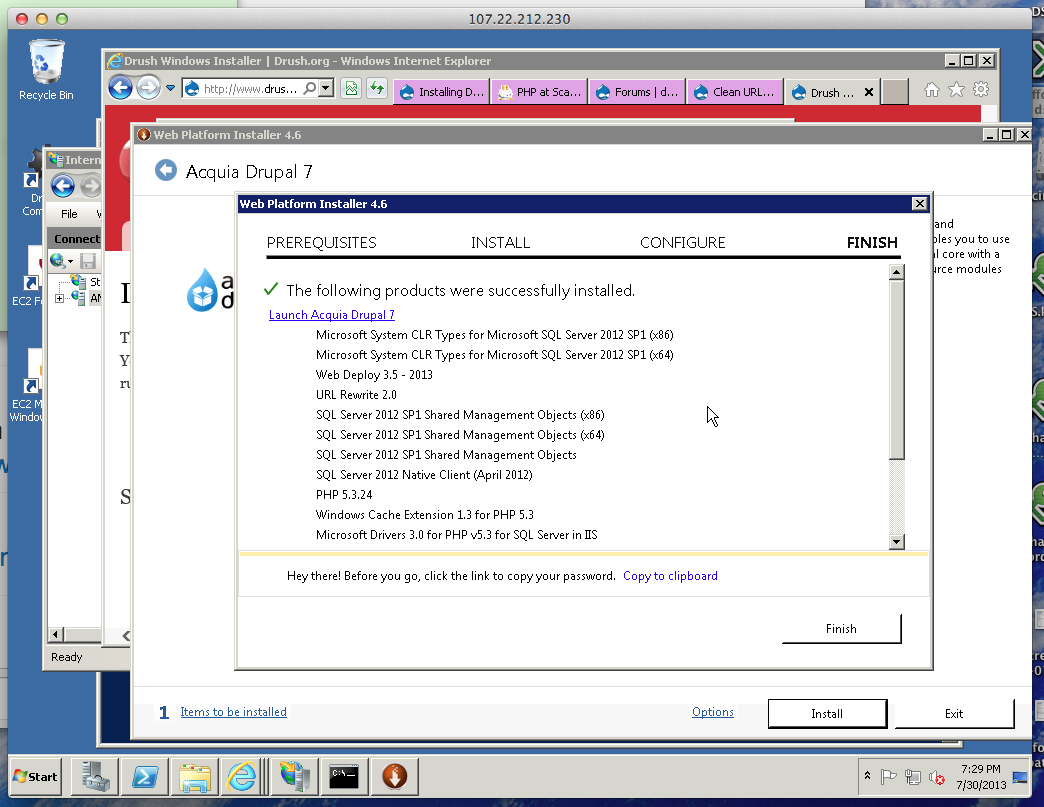 107.22.212.230
Recycle Bin
Drush Windows Installer | Drush.org - Windows Internet Explorer
http://www.drus...
Installing D...
PHP at Sca...
Forums | d...
Clean URL...
Drush ...
Web Platform Installer 4.6
Acquia Drupal 7
Intern
File
Connect
EC2 F
EC2 M
Windov
Web Platform Installer 4.6
PREREQUISITES
INSTALL
CONFIGURE
FINISH
The following products were successfully installed.
Launch Acquia Drupal 7
Microsoft System CLR Types for Microsoft SQL Server 2012 SP1 (x86)
Microsoft System CLR Types for Microsoft SQL Server 2012 SP1 (x64)
Web Deploy 3.5 - 2013
URL Rewrite 2.0
SQL Server 2012 SP1 Shared Management Objects (x86)
SQL Server 2012 SP1 Shared Management Objects (x64)
SQL Server 2012 SP1 Shared Management Objects
SQL Server 2012 Native Client (April 2012)
PHP 5.3.24
Windows Cache Extension 1.3 for PHP 5.3
Microsoft Drivers 3.0 for PHP v5.3 for SQL Server in IIS
Hey there! Before you go, click the link to copy your password. Copy to clipboard
Finish
and
bles you to use
l core with a
urce modules
Ready
1 Items to be installed
Options
Install
Exit
Start
7:29 PM
7/30/2013